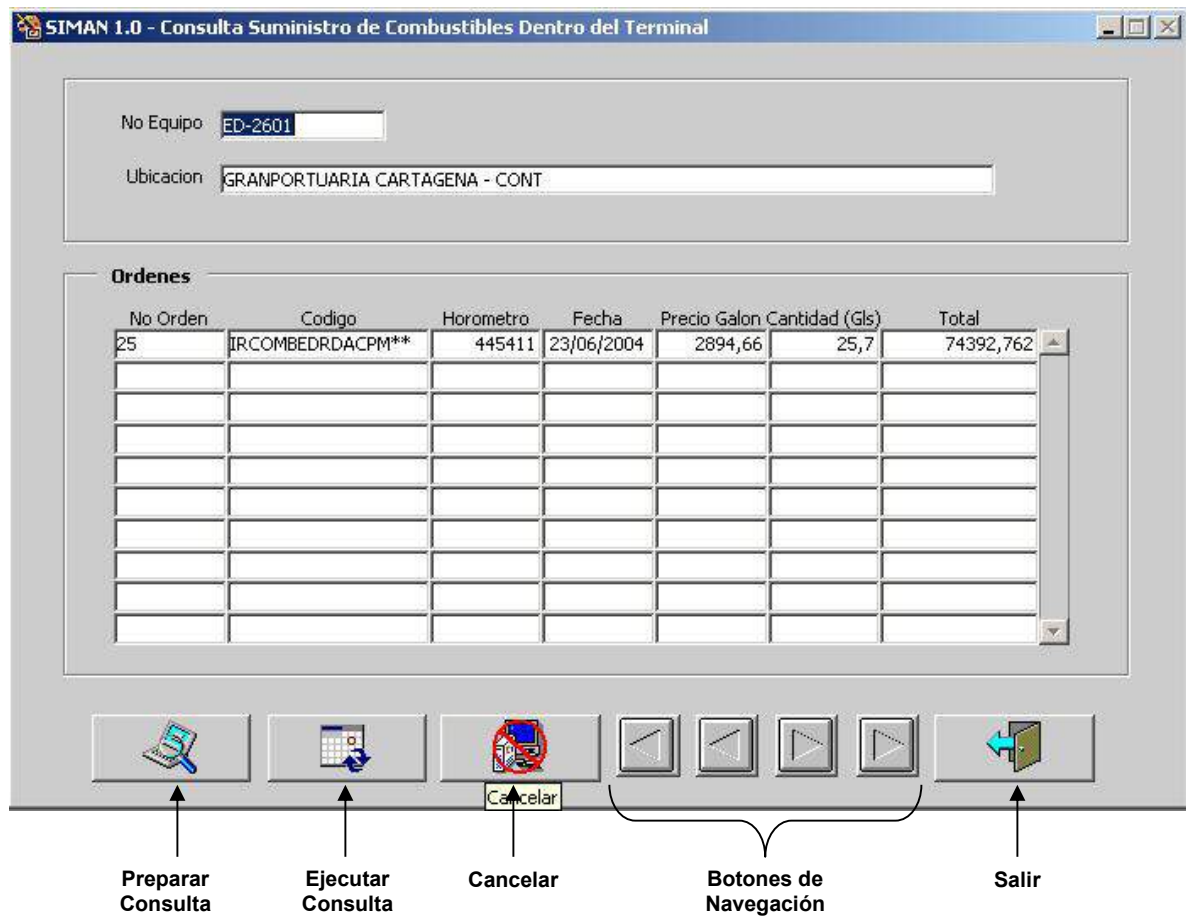 SIMAN 1.0 - Consulta Suministro de Combustibles Dentro del Terminal
No Equipo ED-2601
Ubicacion GRANPORTUARIA CARTAGENA - CONT
Ordenes
No Orden Codigo Horometro Fecha Precio Galon Cantidad (Gls) Total
25 IRCOMBEDRDACPM** 445411 23/06/2004 2894,66 25,7 74392,762
Cancelar
Preparar Consulta
Ejecutar Consulta
Cancelar
Botones de Navegación
Salir